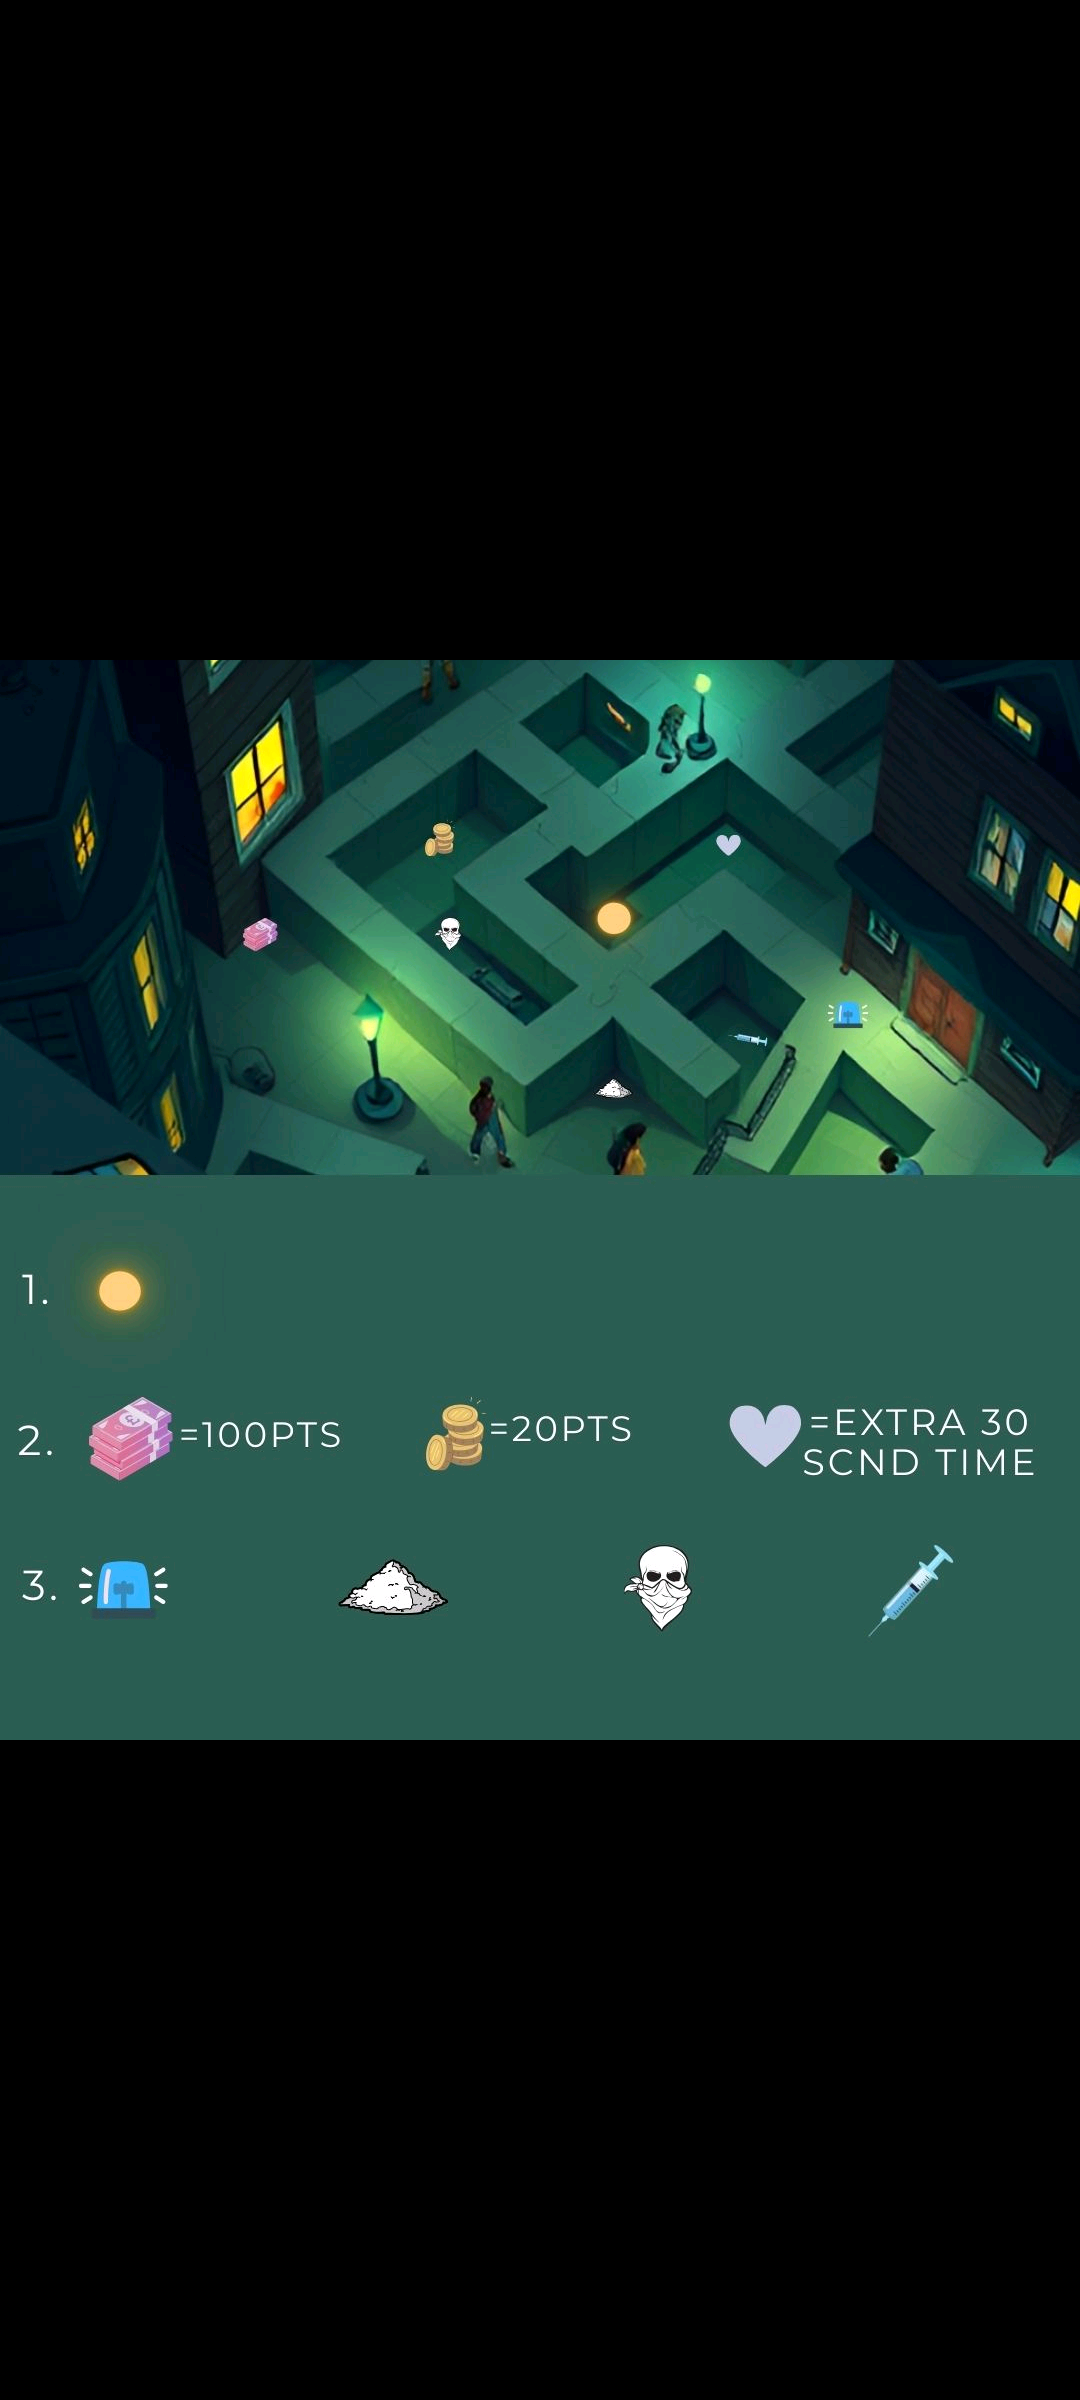 1.
2. =100PTS =20PTS =EXTRA 30
SCND TIME
3.